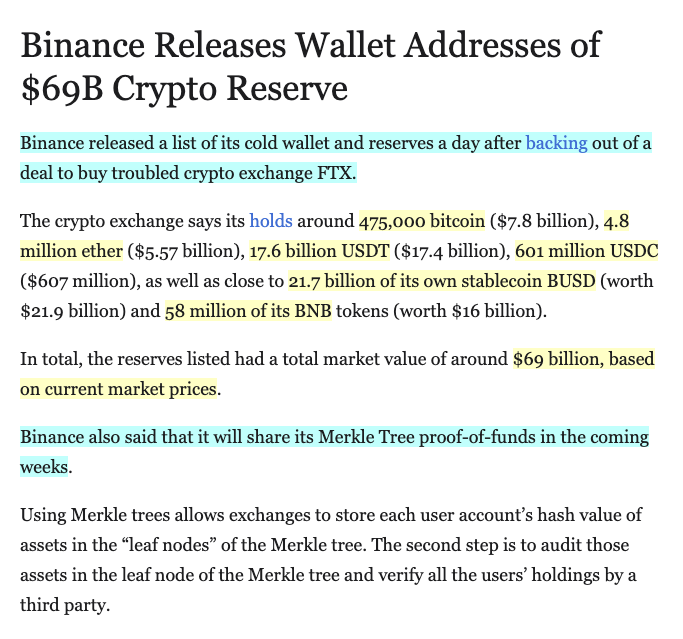 Binance Releases Wallet Addresses of
$69B Crypto Reserve
Binance released a list of its cold wallet and reserves a day after backing out of a
deal to buy troubled crypto exchange FTX.
The crypto exchange says its holds around 475,000 bitcoin ($7.8 billion), 4.8
million ether ($5.57 billion), 17.6 billion USDT ($17.4 billion), 601 million USDC
($607 million), as well as close to 21.7 billion of its own stablecoin BUSD (worth
$21.9 billion) and 58 million of its BNB tokens (worth $16 billion).
In total, the reserves listed had a total market value of around $69 billion, based
on current market prices.
Binance also said that it will share its Merkle Tree proof-of-funds in the coming
weeks.
Using Merkle trees allows exchanges to store each user account’s hash value of
assets in the “leaf nodes” of the Merkle tree. The second step is to audit those
assets in the leaf node of the Merkle tree and verify all the users’ holdings by a
third party.